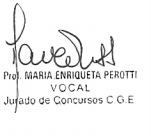 Prof. MARIA ENRIQUETA PEROTTI
VOCAL
Jurado de Concursos C.G.E